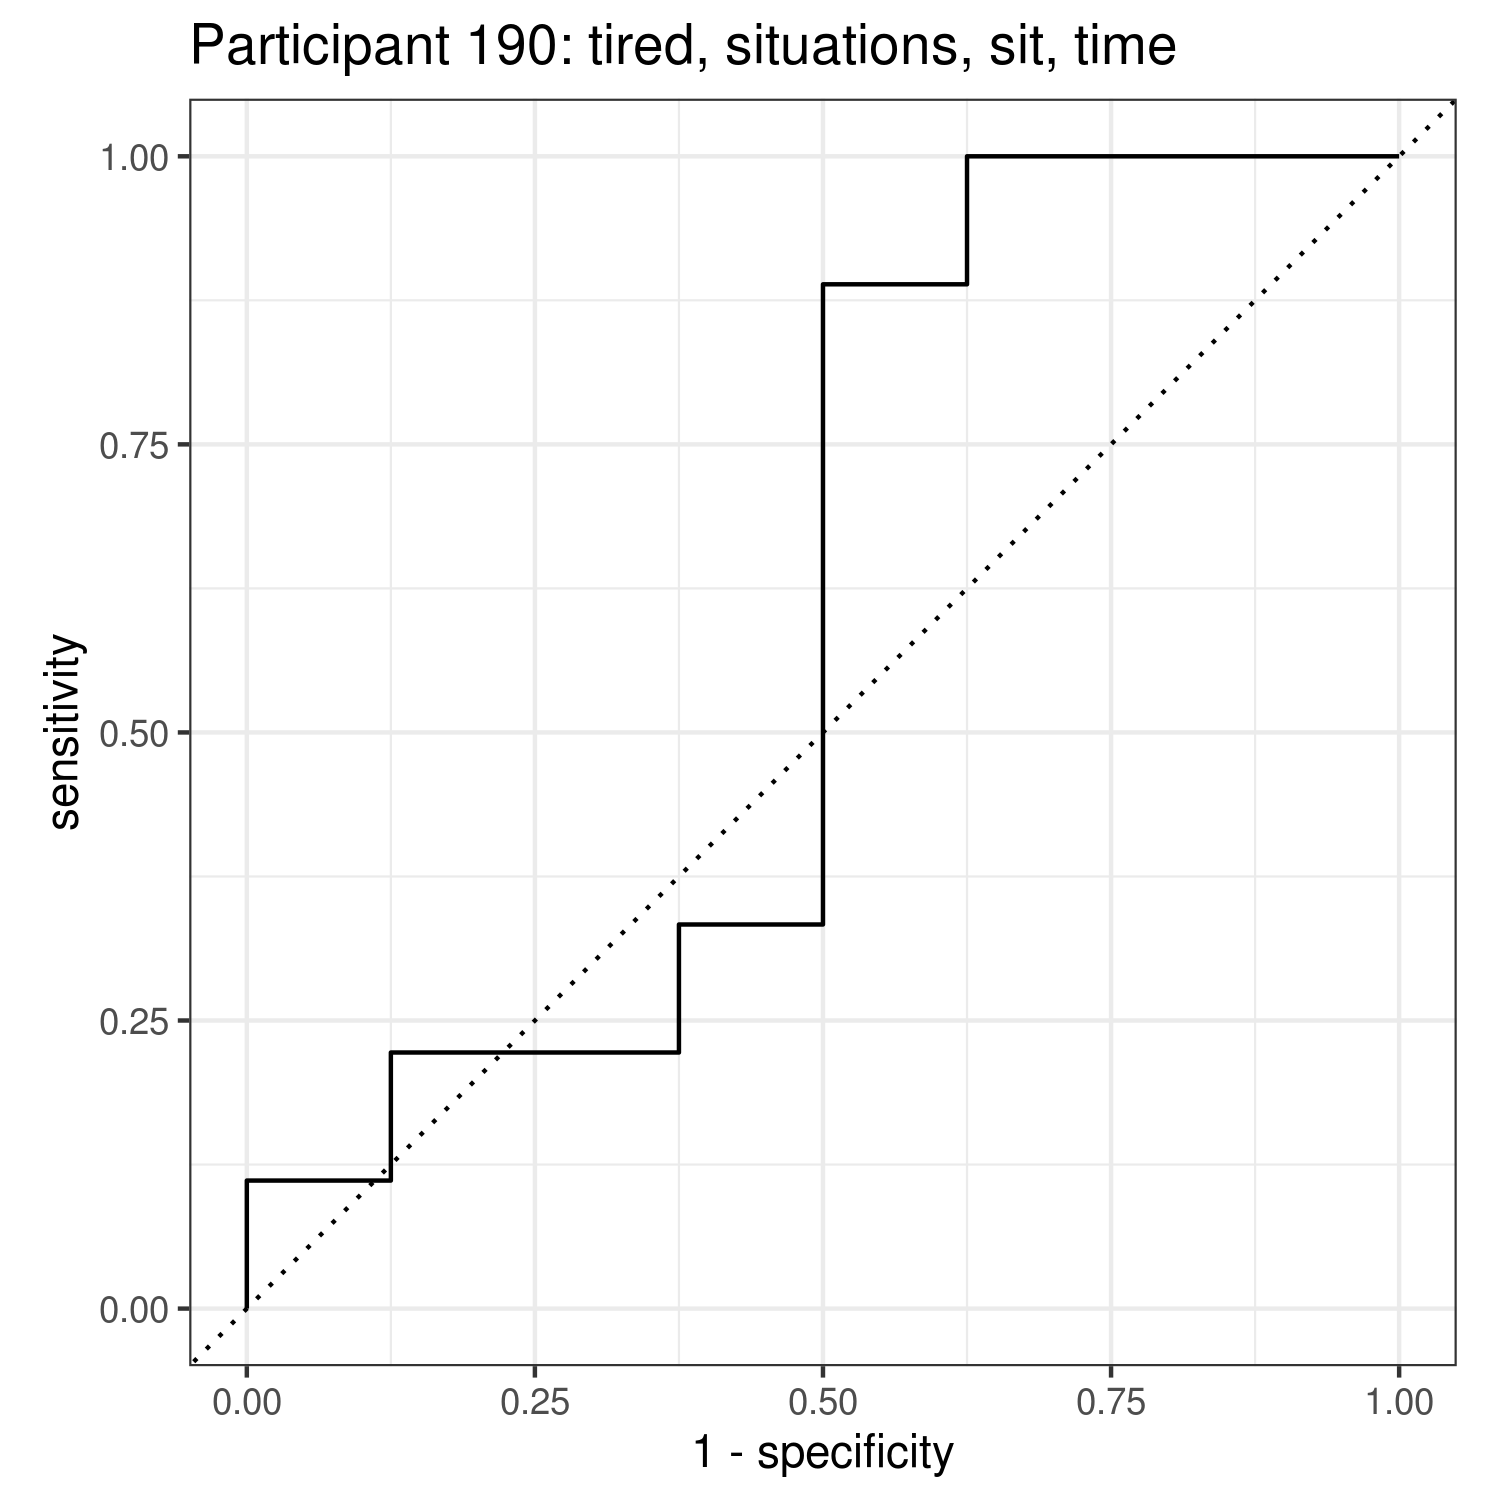 Participant 190: tired, situations, sit, time
1.00
0.75
0.50
0.25
0.00
sensitivity
0.00 0.25 0.50 0.75 1.00
1 - specificity